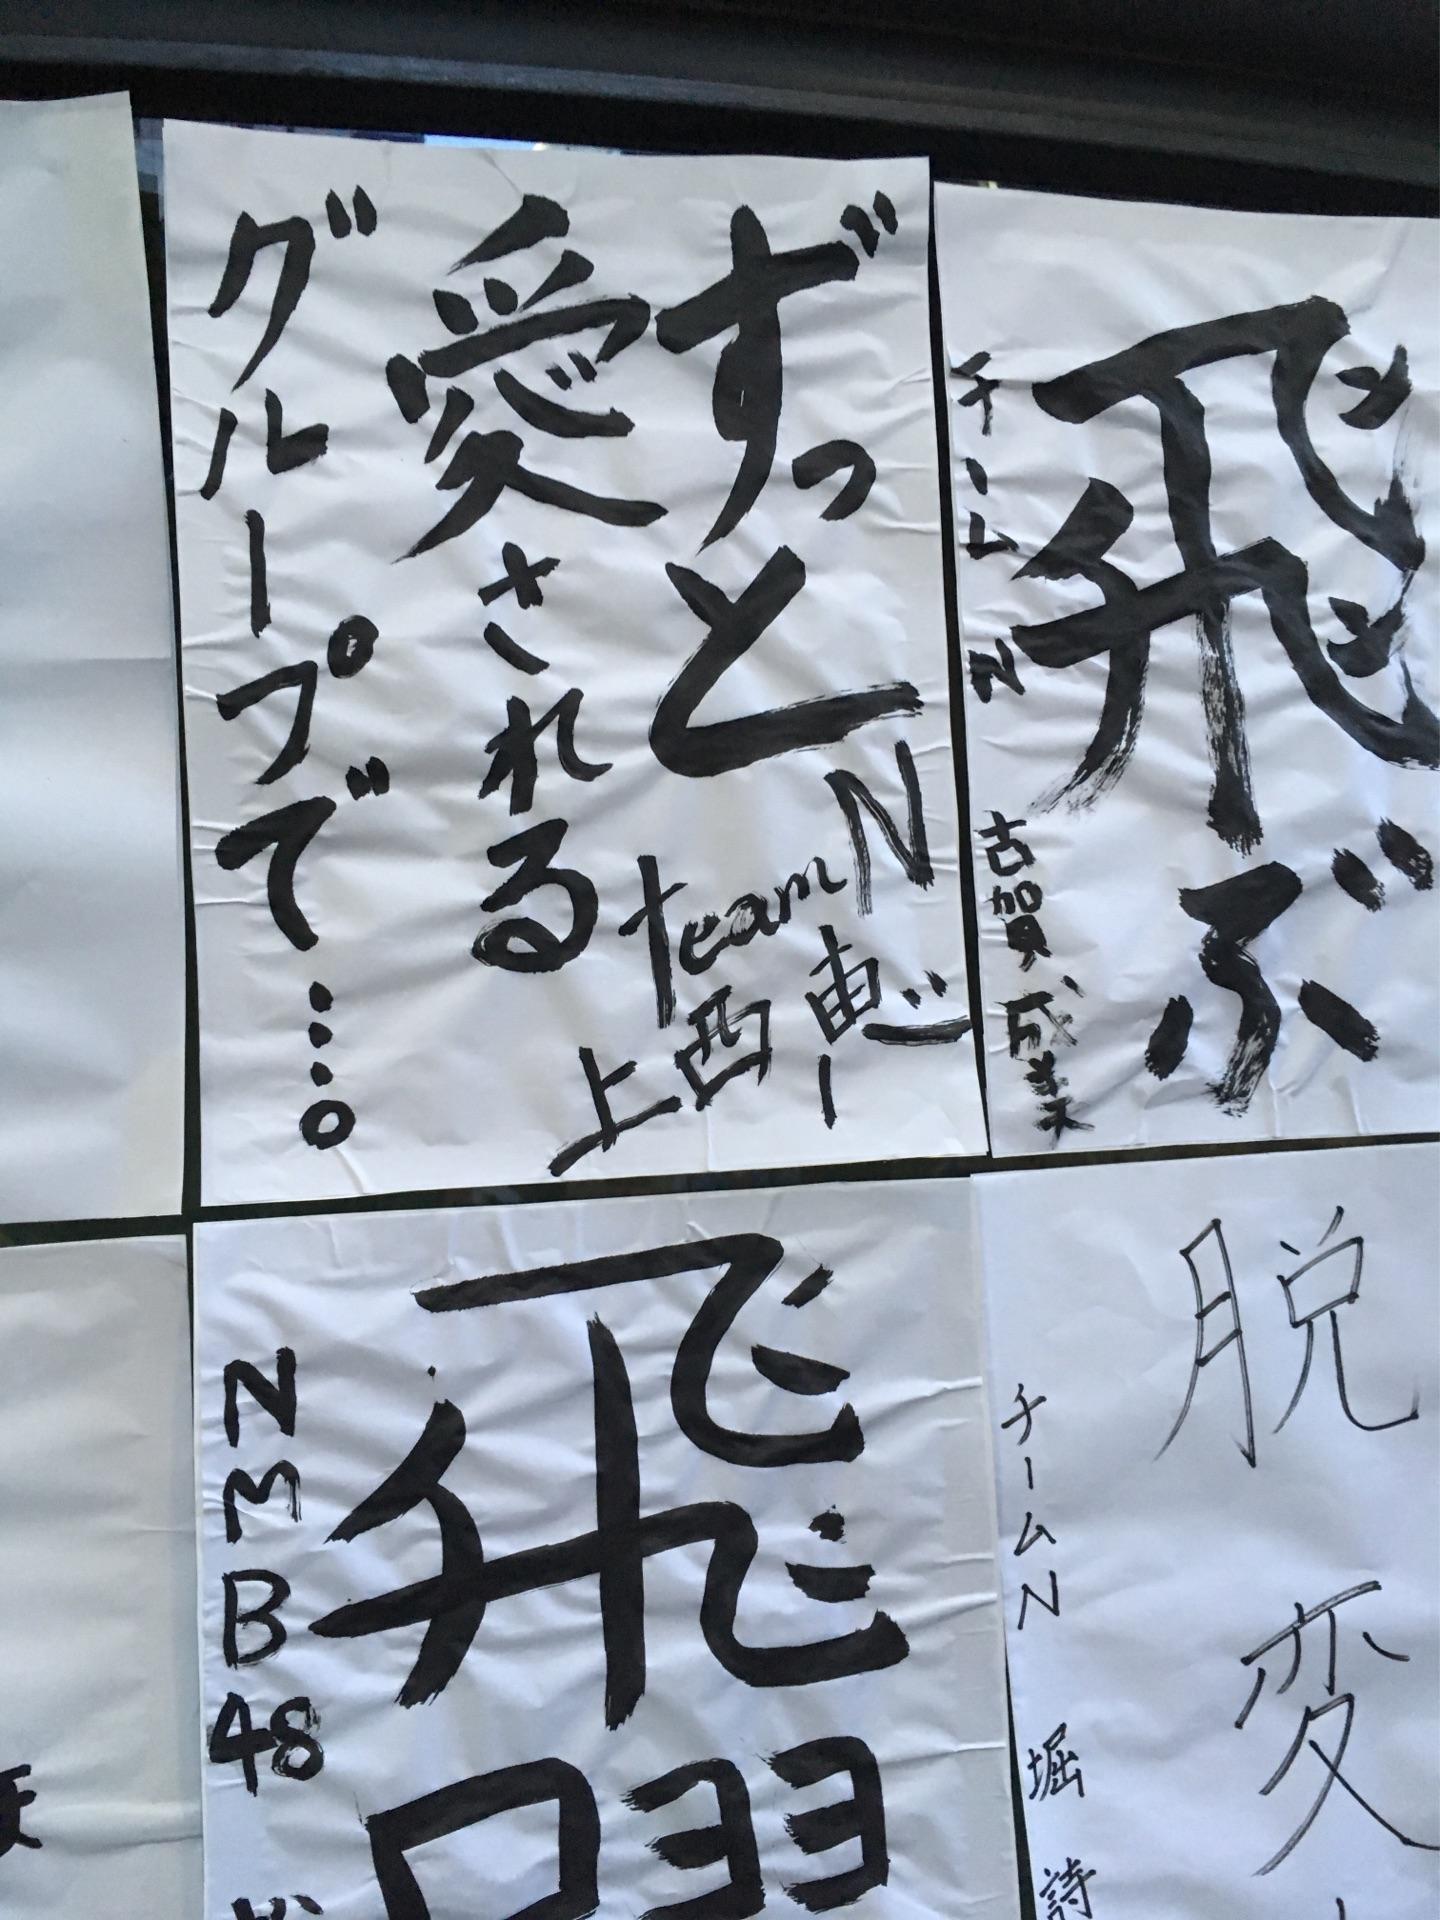 ずっと
愛される
グループで……。
teamN
上西恵
飛ぶ
チームN
古賀成美
飛
NMB48
脱
変
チームN
堀詩